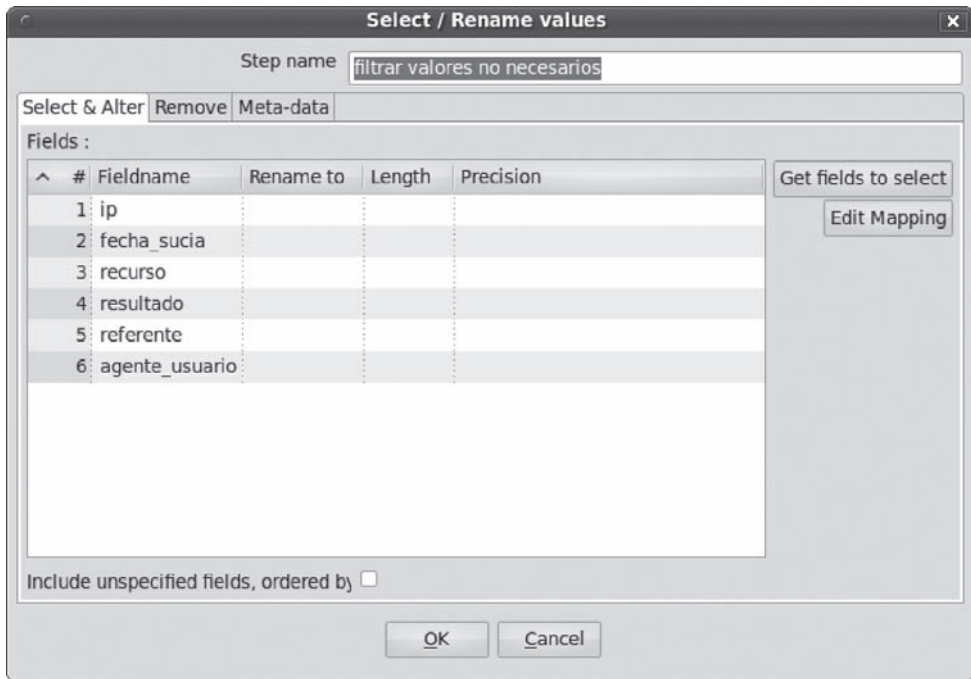 Select / Rename values
Step name filtrar valores no necesarios
Select & Alter Remove Meta-data
Fields :
# Fieldname Rename to Length Precision
Get fields to select
1 ip
Edit Mapping
2 fecha_sucia
3 recurso
4 resultado
5 referente
6 agente_usuario
Include unspecified fields, ordered by
OK Cancel